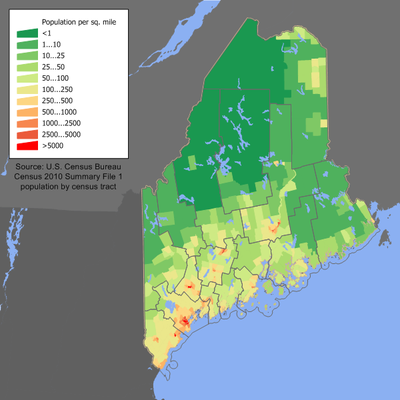 Population per sq. mile
<1
1...10
10...25
25...50
50...100
100...250
250...500
500...1000
1000...2500
2500...5000
>5000
Source: U.S. Census Bureau
Census 2010 Summary File 1
population by census tract